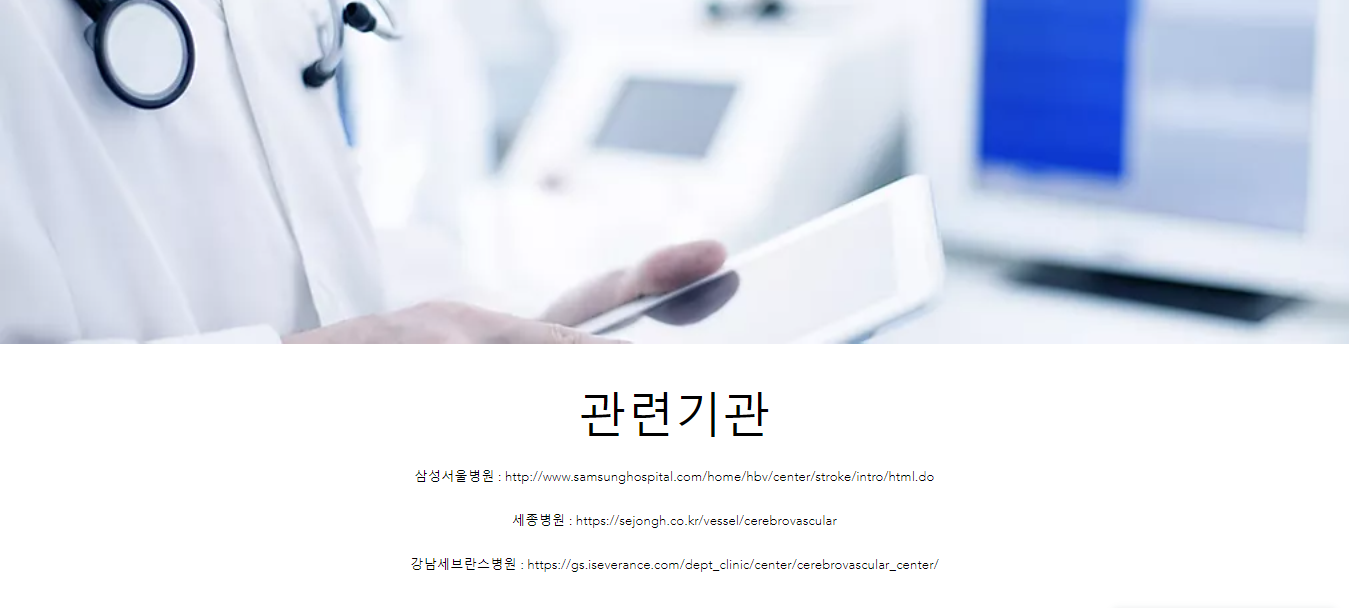 관련기관
삼성서울병원 : http://www.samsunghospital.com/home/hbv/center/stroke/intro/html.do
세종병원 : https://sejongh.co.kr/vessel/cerebrovascular
강남세브란스병원 : https://gs.iseverance.com/dept_clinic/center/cerebrovascular_center/